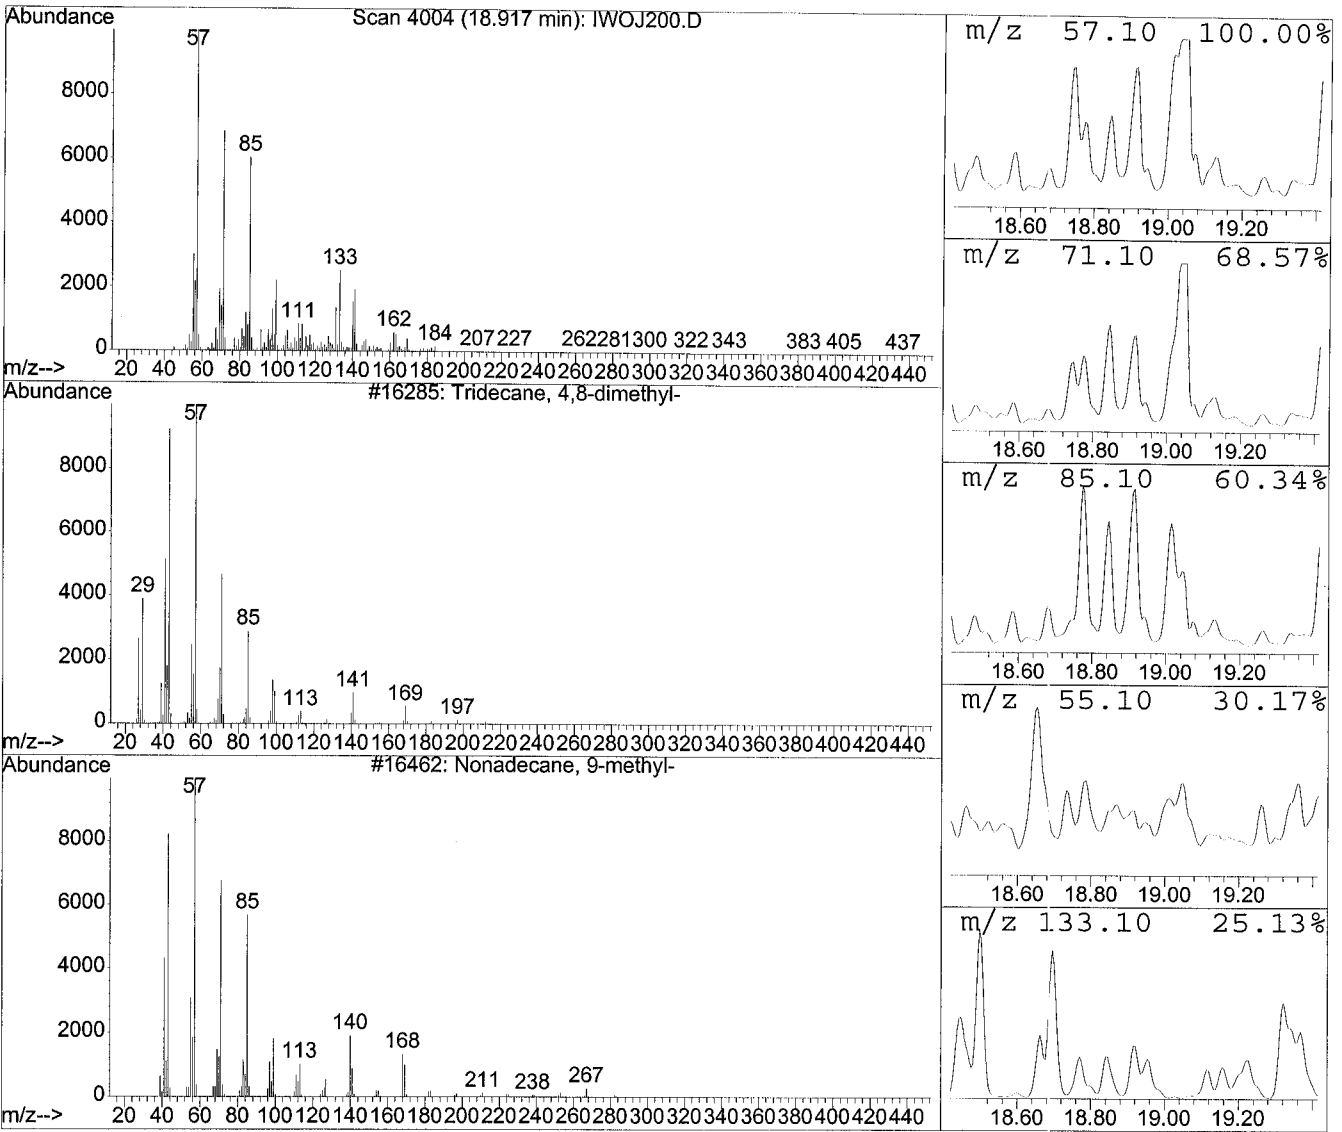 Abundance Scan 4004 (18.917 min): IWOJ200.D
57
8000
85
6000
4000
133
2000
111
162
184 207 227 262 281 300 322 343 383 405 437
0
m/z--> 20 40 60 80 100 120 140 160 180 200 220 240 260 280 300 320 340 360 380 400 420 440
Abundance #16285: Tridecane, 4,8-dimethyl-
57
8000
6000
29
4000
85
2000
141
113 169 197
0
m/z--> 20 40 60 80 100 120 140 160 180 200 220 240 260 280 300 320 340 360 380 400 420 440
Abundance #16462: Nonadecane, 9-methyl-
57
8000
85
6000
4000
140
2000
113 168
211 238 267
0
m/z--> 20 40 60 80 100 120 140 160 180 200 220 240 260 280 300 320 340 360 380 400 420 440
m/z 57.10 100.00%
18.60 18.80 19.00 19.20
m/z 71.10 68.57%
18.60 18.80 19.00 19.20
m/z 85.10 60.34%
18.60 18.80 19.00 19.20
m/z 55.10 30.17%
18.60 18.80 19.00 19.20
m/z 133.10 25.13%
18.60 18.80 19.00 19.20